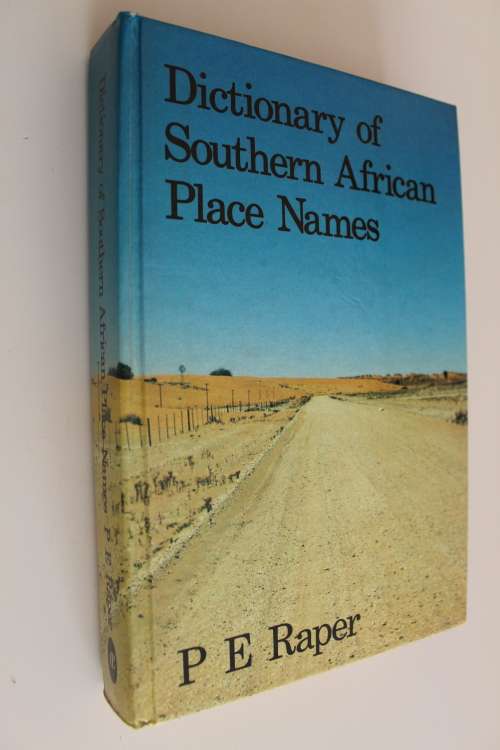 Dictionary of
Southern African
Place Names
P E Raper
Dictionary of Southern African Place Names P E Raper